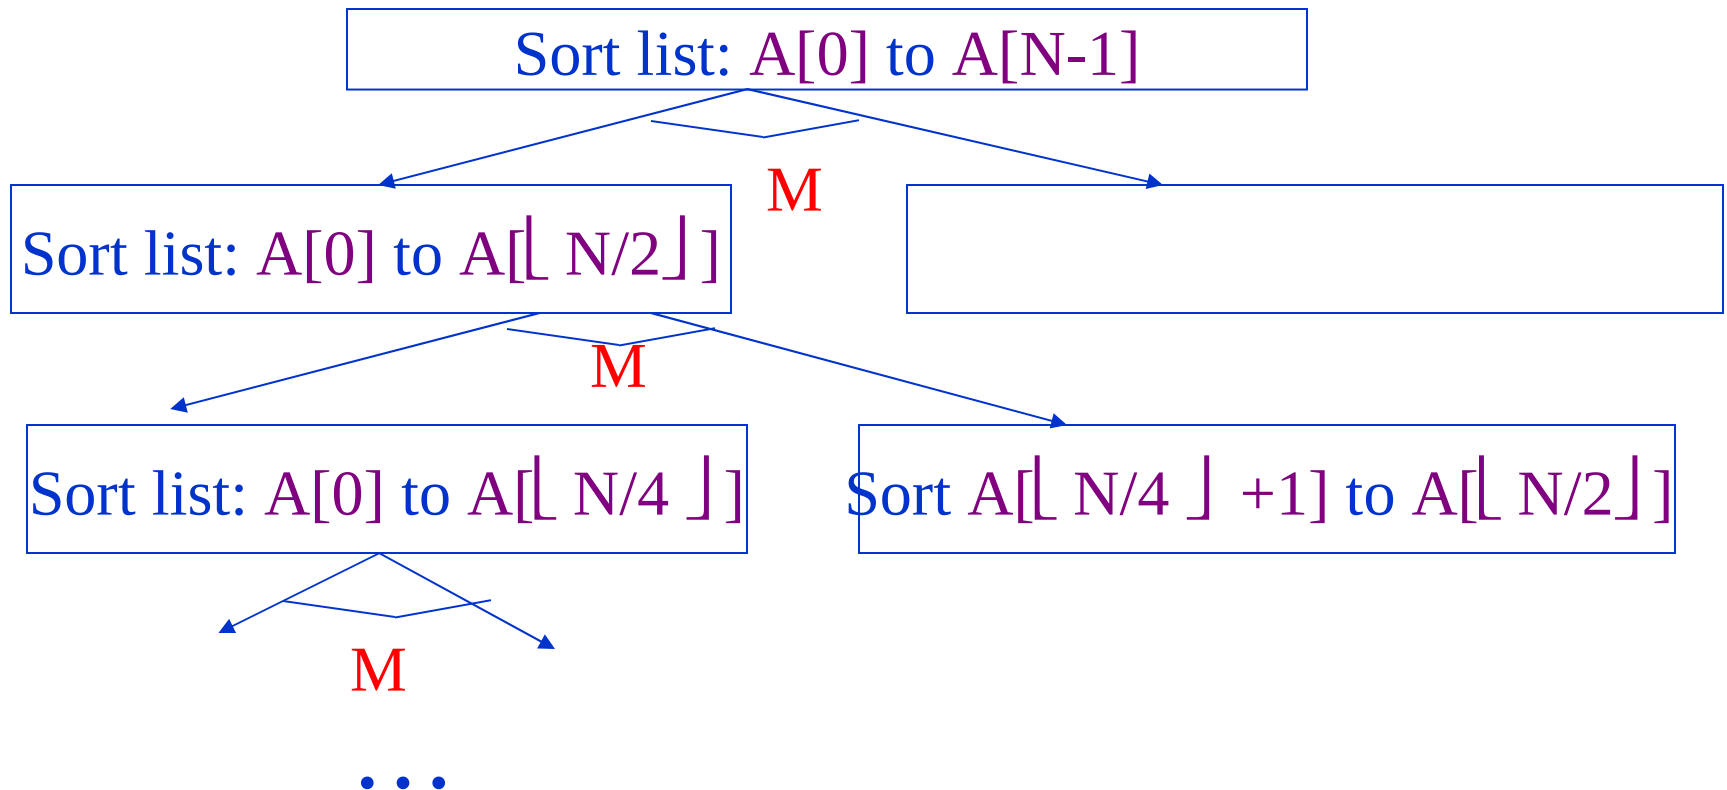 Sort list: A[0] to A[N-1]
M
Sort list: A[0] to A[⌊ N/2⌋ ]
M
Sort list: A[0] to A[⌊ N/4 ⌋ ]
Sort A[⌊ N/4 ⌋ +1] to A[⌊ N/2⌋ ]
M
...